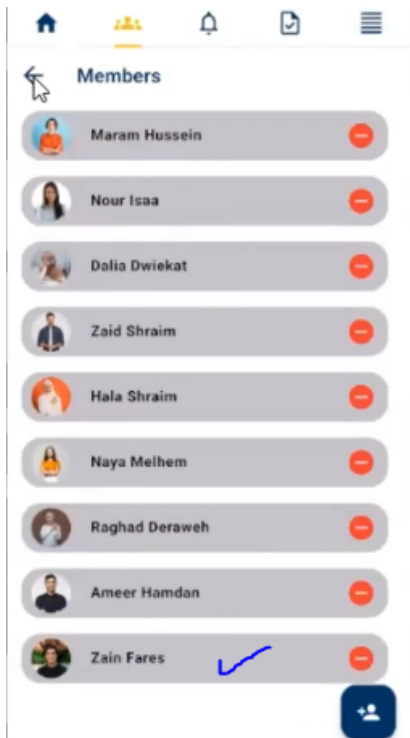 Members
Maram Hussein
Nour Isaa
Dalia Dwiekat
Zaid Shraim
Hala Shraim
Naya Melhem
Raghad Deraweh
Ameer Hamdan
Zain Fares